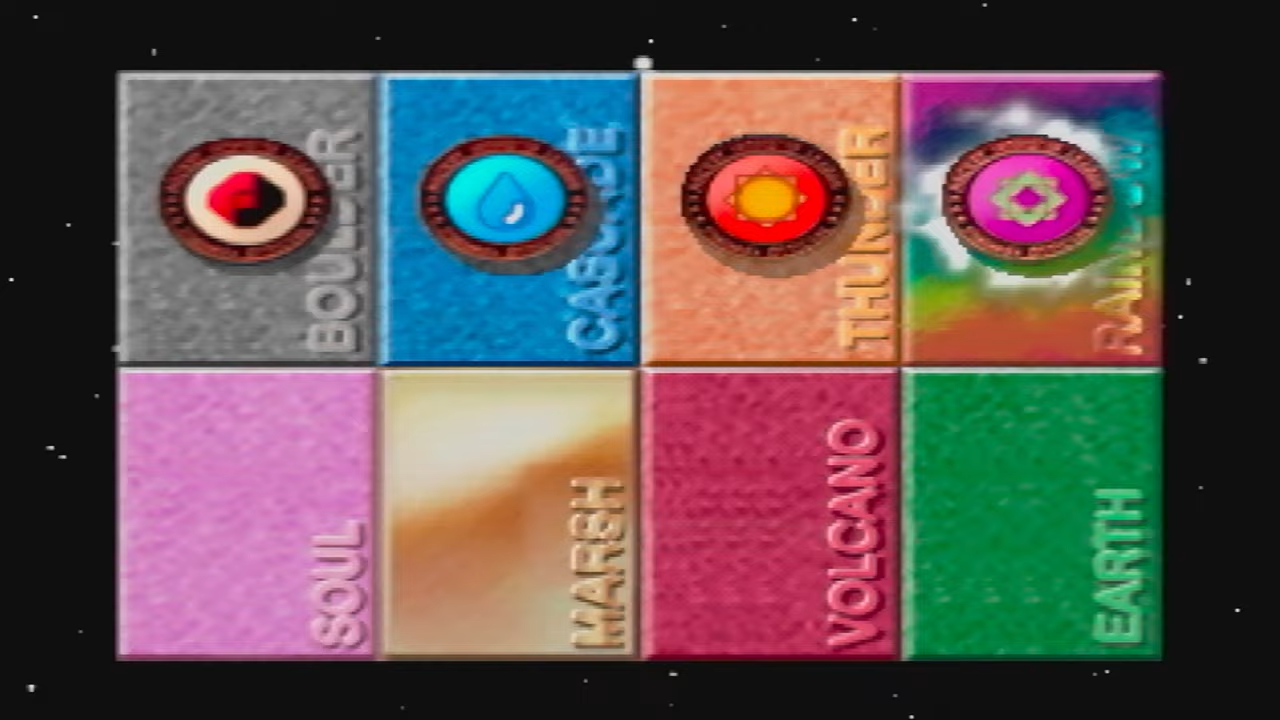 BOULDER
CASCADE
THUNDER
RAINBOW
SOUL
MARSH
VOLCANO
EARTH